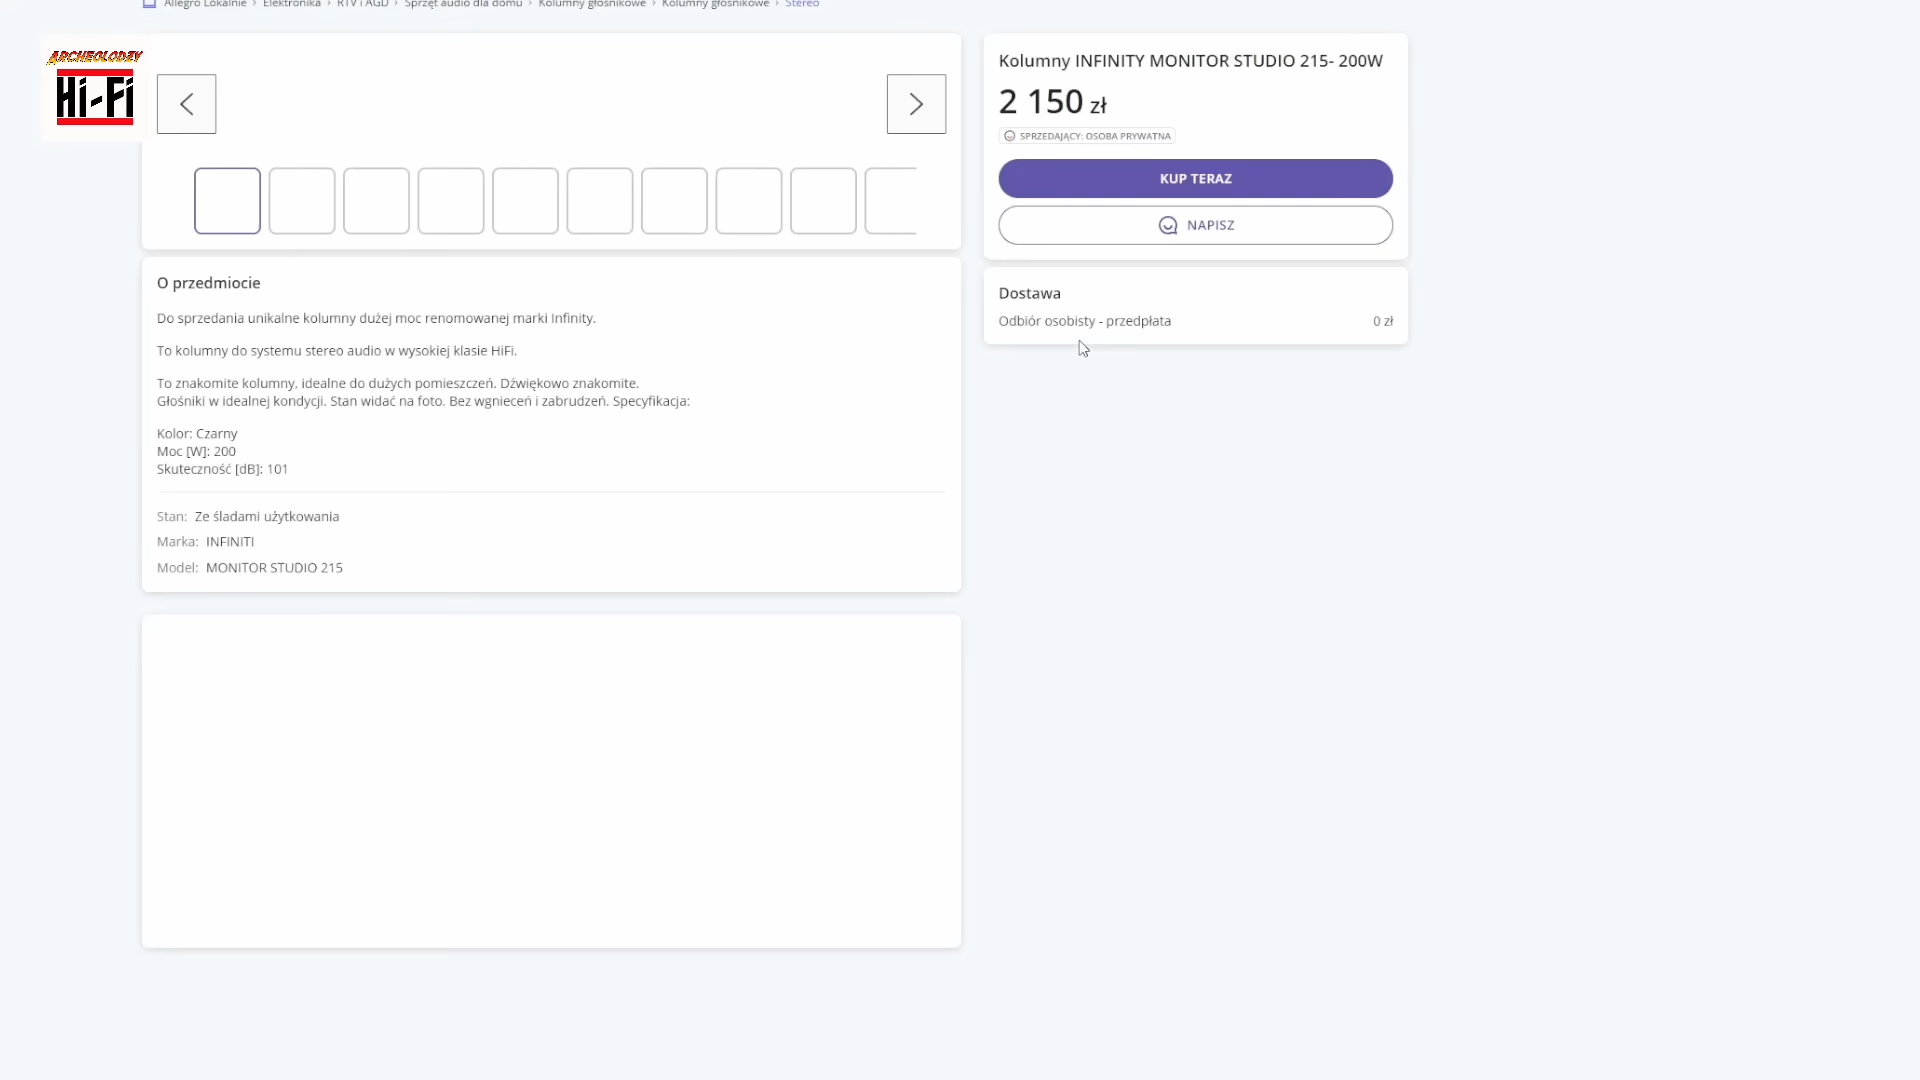 Allegro Lokalnie › Elektronika › RTV i AGD › Sprzęt audio dla domu › Kolumny głośnikowe › Kolumny głośnikowe › Stereo
ARCHEOLODZY
Hi-Fi
Kolumny INFINITY MONITOR STUDIO 215- 200W
2 150 zł
SPRZEDAJĄCY: OSOBA PRYWATNA
KUP TERAZ
NAPISZ
Dostawa
Odbiór osobisty - przedpłata 0 zł
O przedmiocie
Do sprzedania unikalne kolumny dużej moc renomowanej marki Infinity.
To kolumny do systemu stereo audio w wysokiej klasie HiFi.
To znakomite kolumny, idealne do dużych pomieszczeń. Dźwiękowo znakomite.
Głośniki w idealnej kondycji. Stan widać na foto. Bez wgnieceń i zabrudzeń. Specyfikacja:
Kolor: Czarny
Moc [W]: 200
Skuteczność [dB]: 101
Stan: Ze śladami użytkowania
Marka: INFINITI
Model: MONITOR STUDIO 215